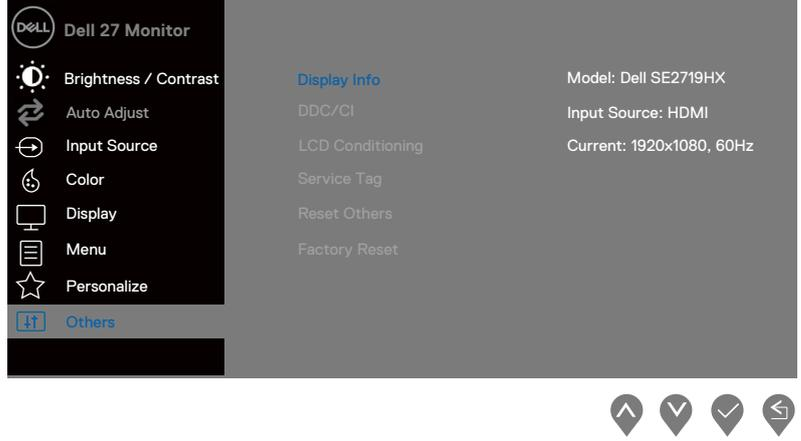 DELL
Dell 27 Monitor
Brightness / Contrast
Auto Adjust
Input Source
Color
Display
Menu
Personalize
Others
Display Info
DDC/CI
LCD Conditioning
Service Tag
Reset Others
Factory Reset
Model: Dell SE2719HX
Input Source: HDMI
Current: 1920x1080, 60Hz